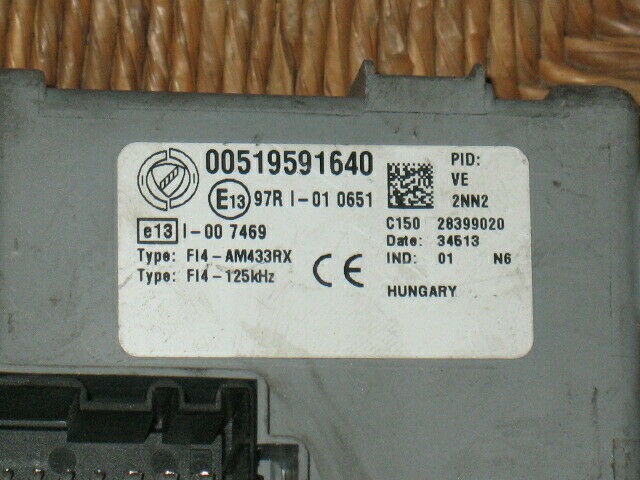 00519591640
E13 97R I-01 0651
e13 I-00 7469
Type: FI4-AM433RX
Type: FI4-125kHz
CE
PID:
VE
2NN2
C150 28399020
Date: 34513
IND: 01 N6
HUNGARY